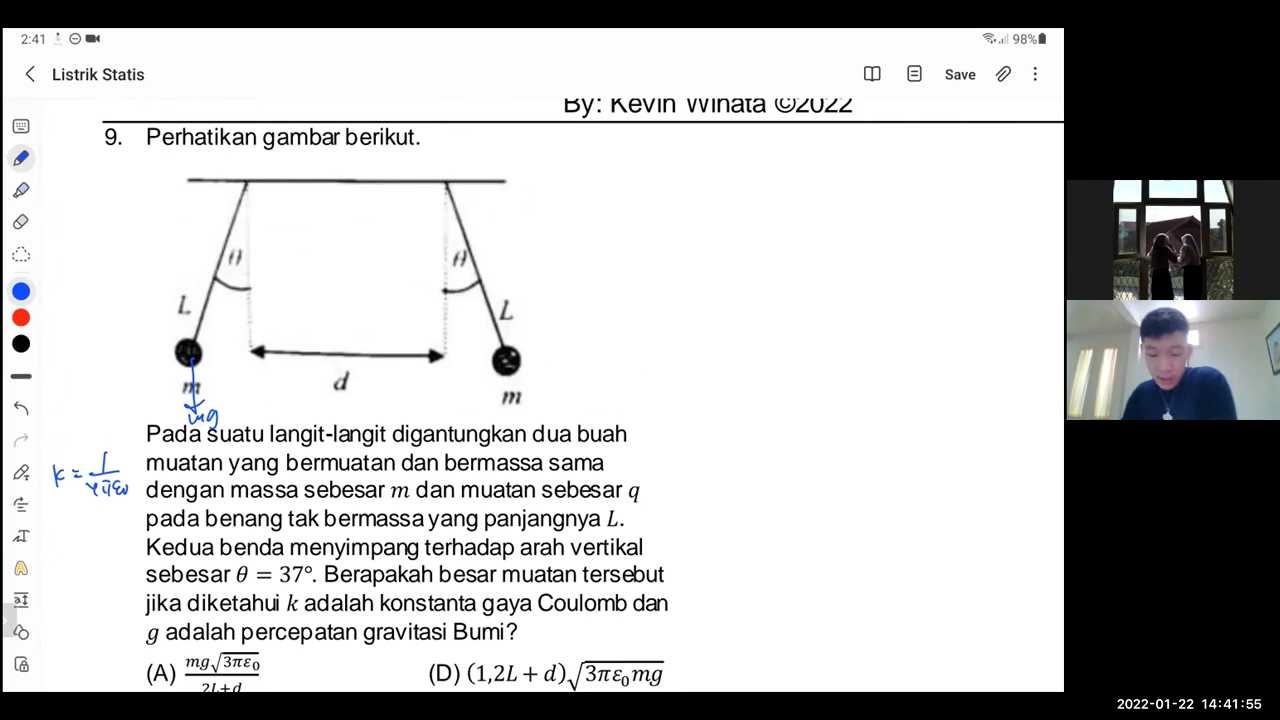 2:41
98%
Listrik Statis
Save
By: Kevin Winata ©2022
9. Perhatikan gambar berikut.
θ
θ
L
L
m
d
m
mg
Pada suatu langit-langit digantungkan dua buah
muatan yang bermuatan dan bermassa sama
k = 1/4πε0
dengan massa sebesar m dan muatan sebesar q
pada benang tak bermassa yang panjangnya L.
Kedua benda menyimpang terhadap arah vertikal
sebesar θ = 37°. Berapakah besar muatan tersebut
jika diketahui k adalah konstanta gaya Coulomb dan
g adalah percepatan gravitasi Bumi?
(A) mg√3πε₀ / 2L+d
(D) (1,2L + d)√3πε₀mg
2022-01-22 14:41:55